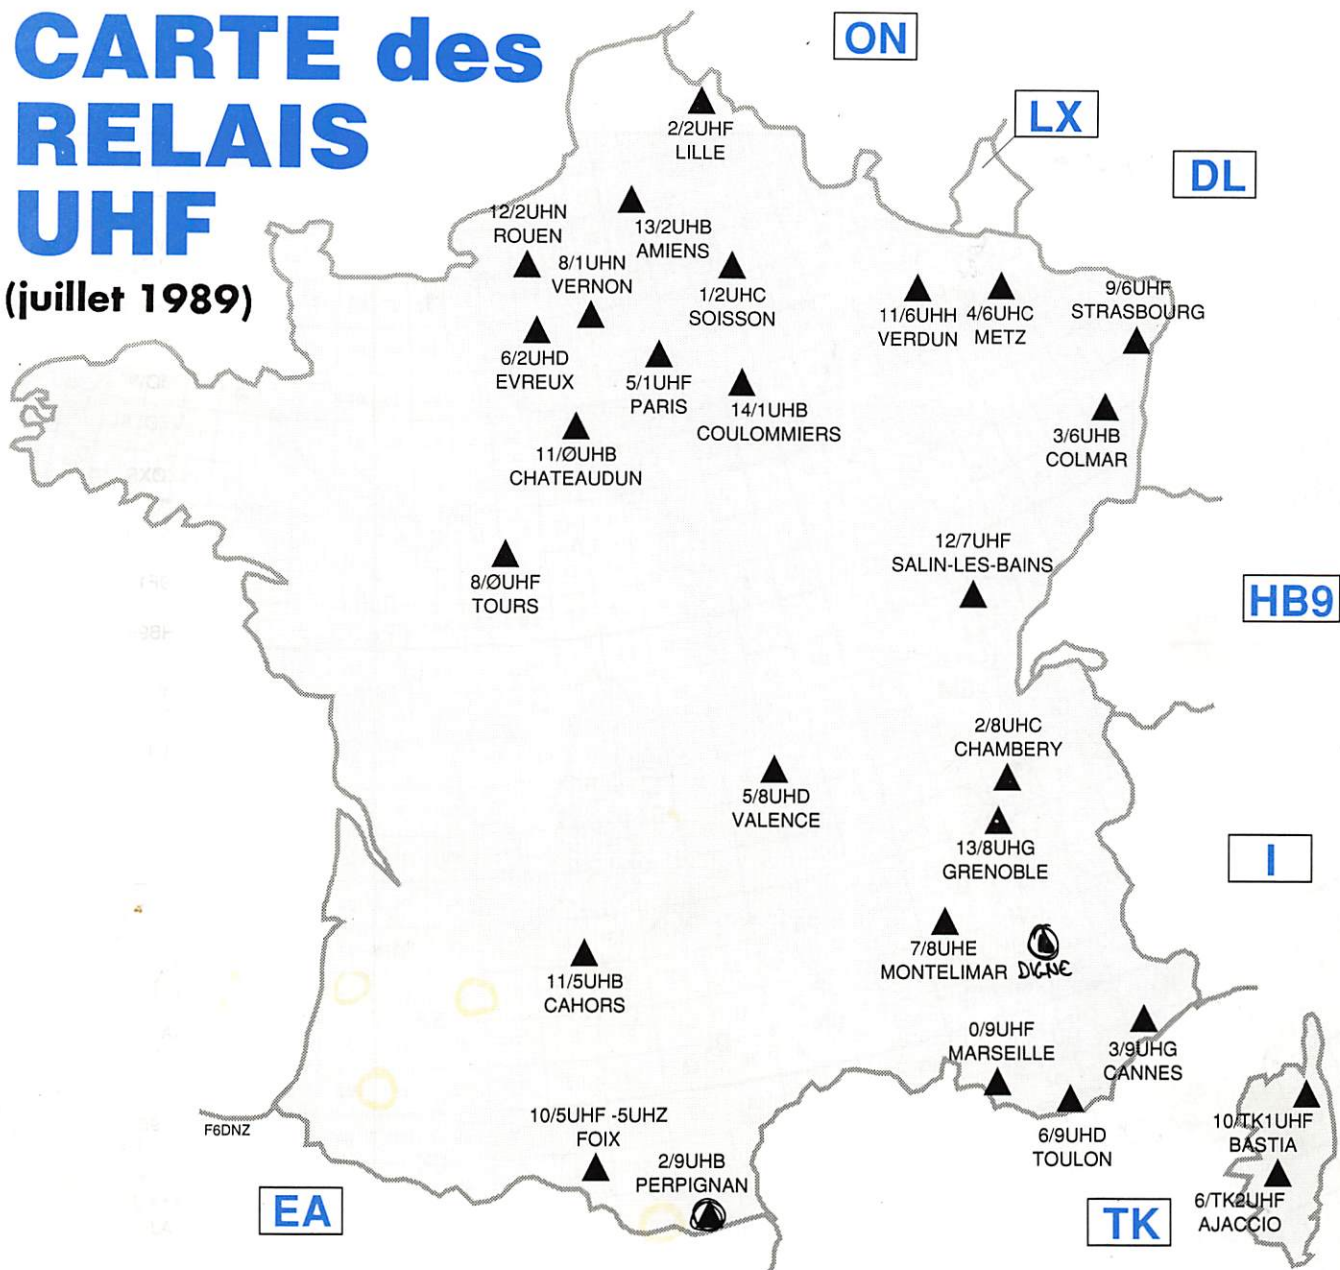 CARTE des
RELAIS
UHF
(juillet 1989)
ON
LX
DL
2/2UHF
LILLE
12/2UHN
ROUEN
13/2UHB
AMIENS
8/1UHN
VERNON
1/2UHC
SOISSON
11/6UHH
VERDUN
4/6UHC
METZ
9/6UHF
STRASBOURG
6/2UHD
EVREUX
5/1UHF
PARIS
14/1UHB
COULOMMIERS
3/6UHB
COLMAR
11/ØUHB
CHATEAUDUN
12/7UHF
SALIN-LES-BAINS
8/ØUHF
TOURS
HB9
2/8UHC
CHAMBERY
5/8UHD
VALENCE
13/8UHG
GRENOBLE
I
7/8UHE
MONTELIMAR
DIGNE
11/5UHB
CAHORS
0/9UHF
MARSEILLE
3/9UHG
CANNES
6/9UHD
TOULON
10/TK1UHF
BASTIA
F6DNZ
10/5UHF -5UHZ
FOIX
2/9UHB
PERPIGNAN
6/TK2UHF
AJACCIO
EA
TK